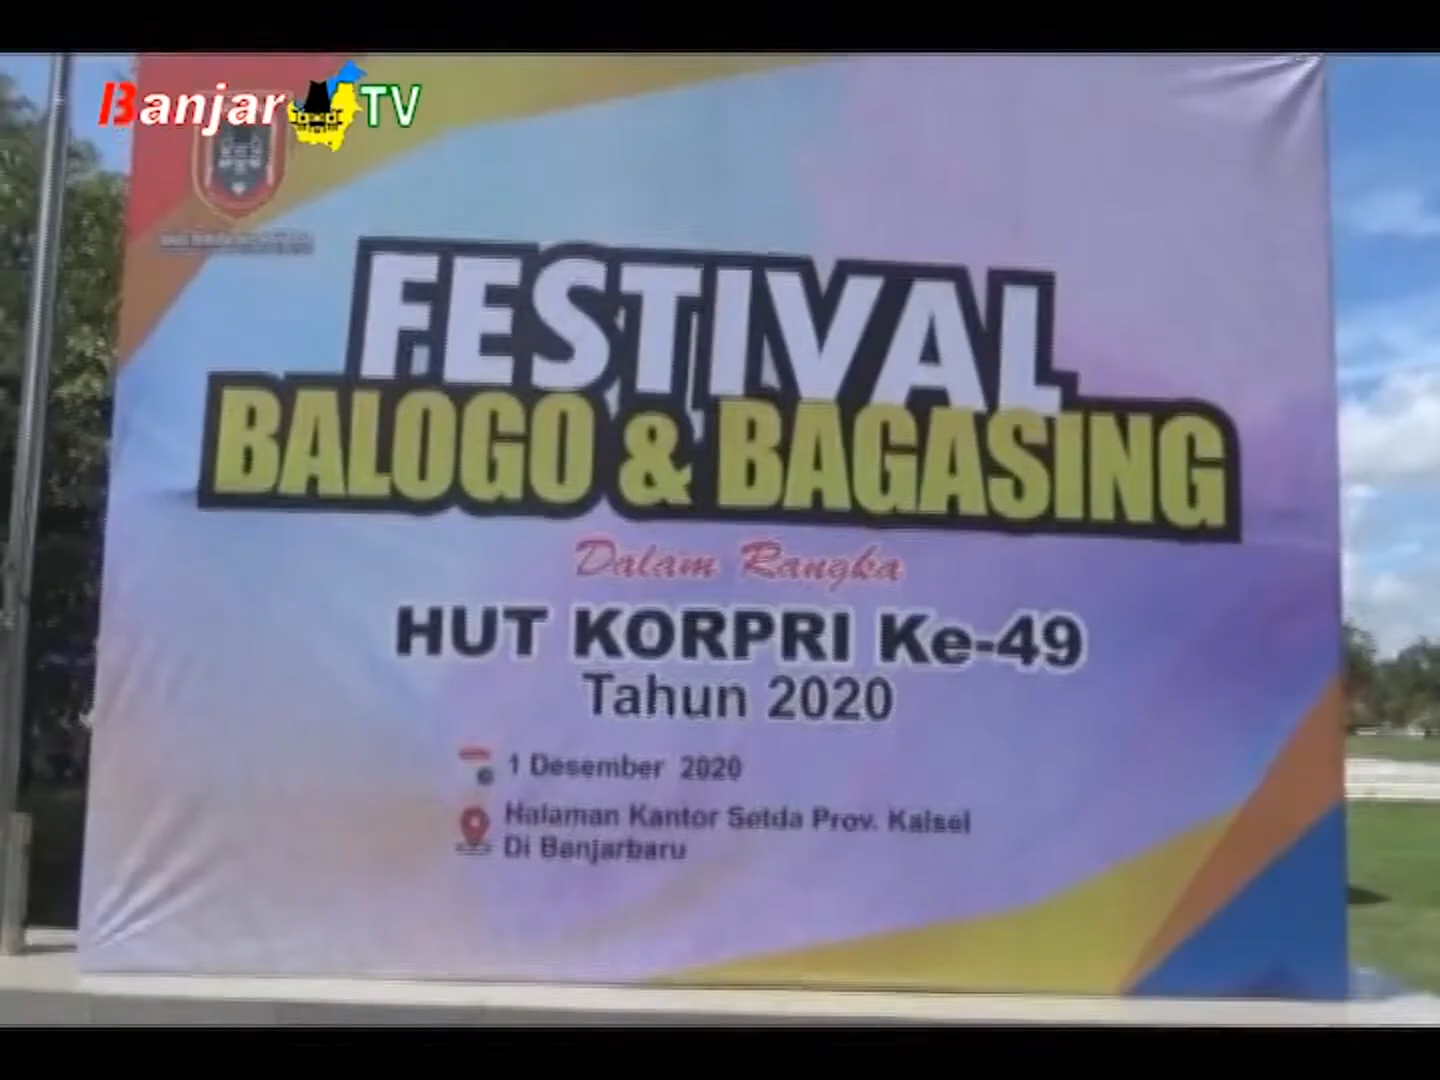 Banjar TV
FESTIVAL
BALOGO & BAGASING
Dalam Rangka
HUT KORPRI Ke-49
Tahun 2020
1 Desember 2020
Halaman Kantor Setda Prov. Kalsel
Di Banjarbaru